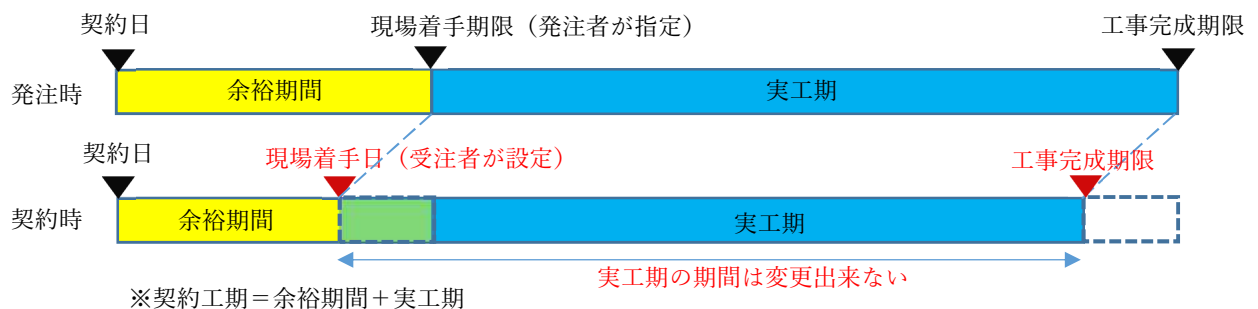 契約日
現場着手期限（発注者が指定）
工事完成期限
発注時
余裕期間
実工期
契約日
現場着手日（受注者が設定）
工事完成期限
契約時
余裕期間
実工期
実工期の期間は変更出来ない
※契約工期＝余裕期間＋実工期